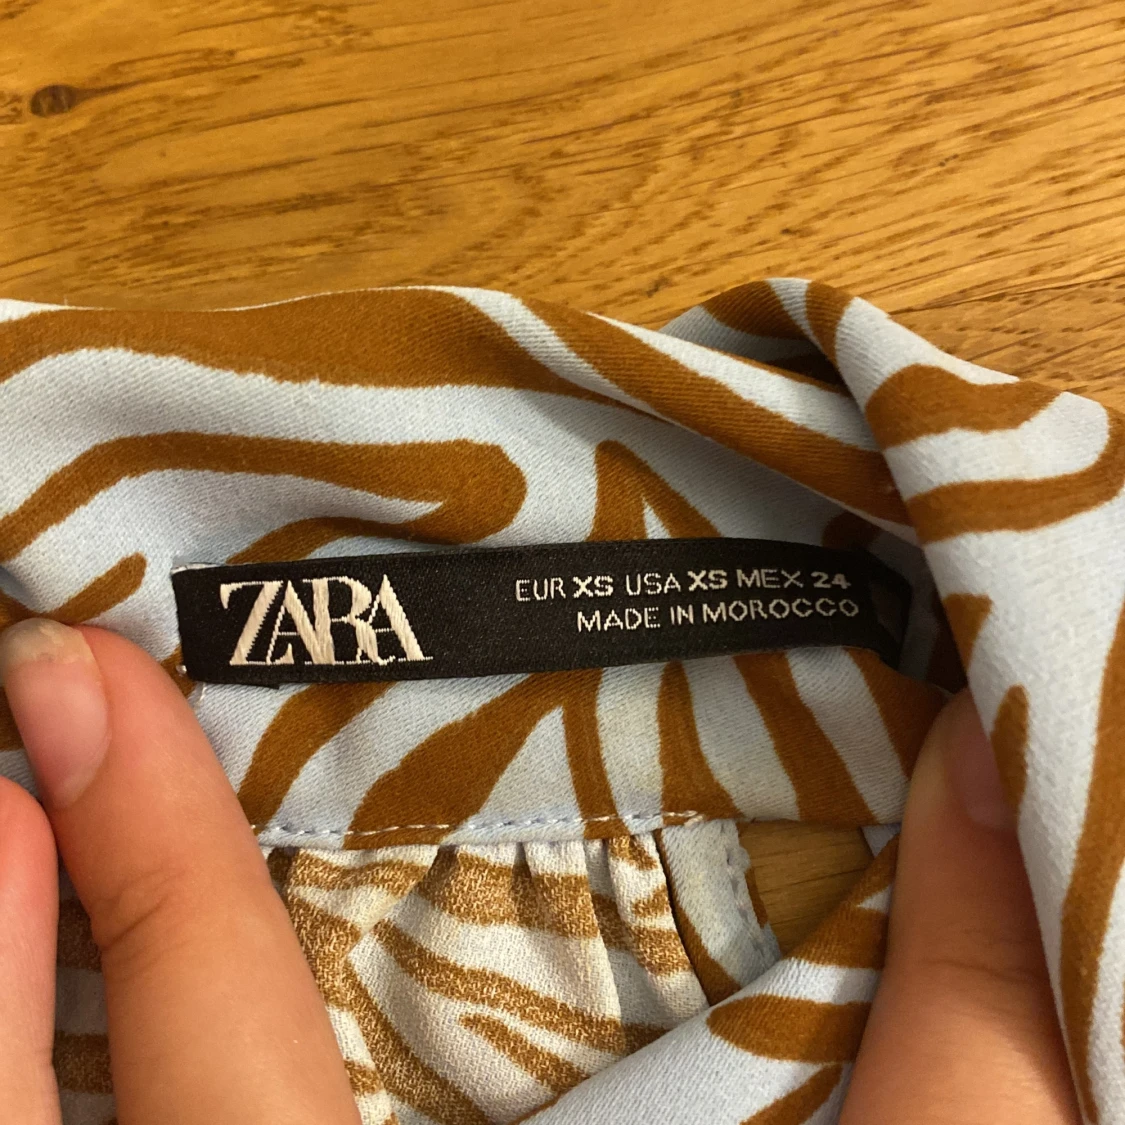 ZARA
EUR XS USA XS MEX 24
MADE IN MOROCCO